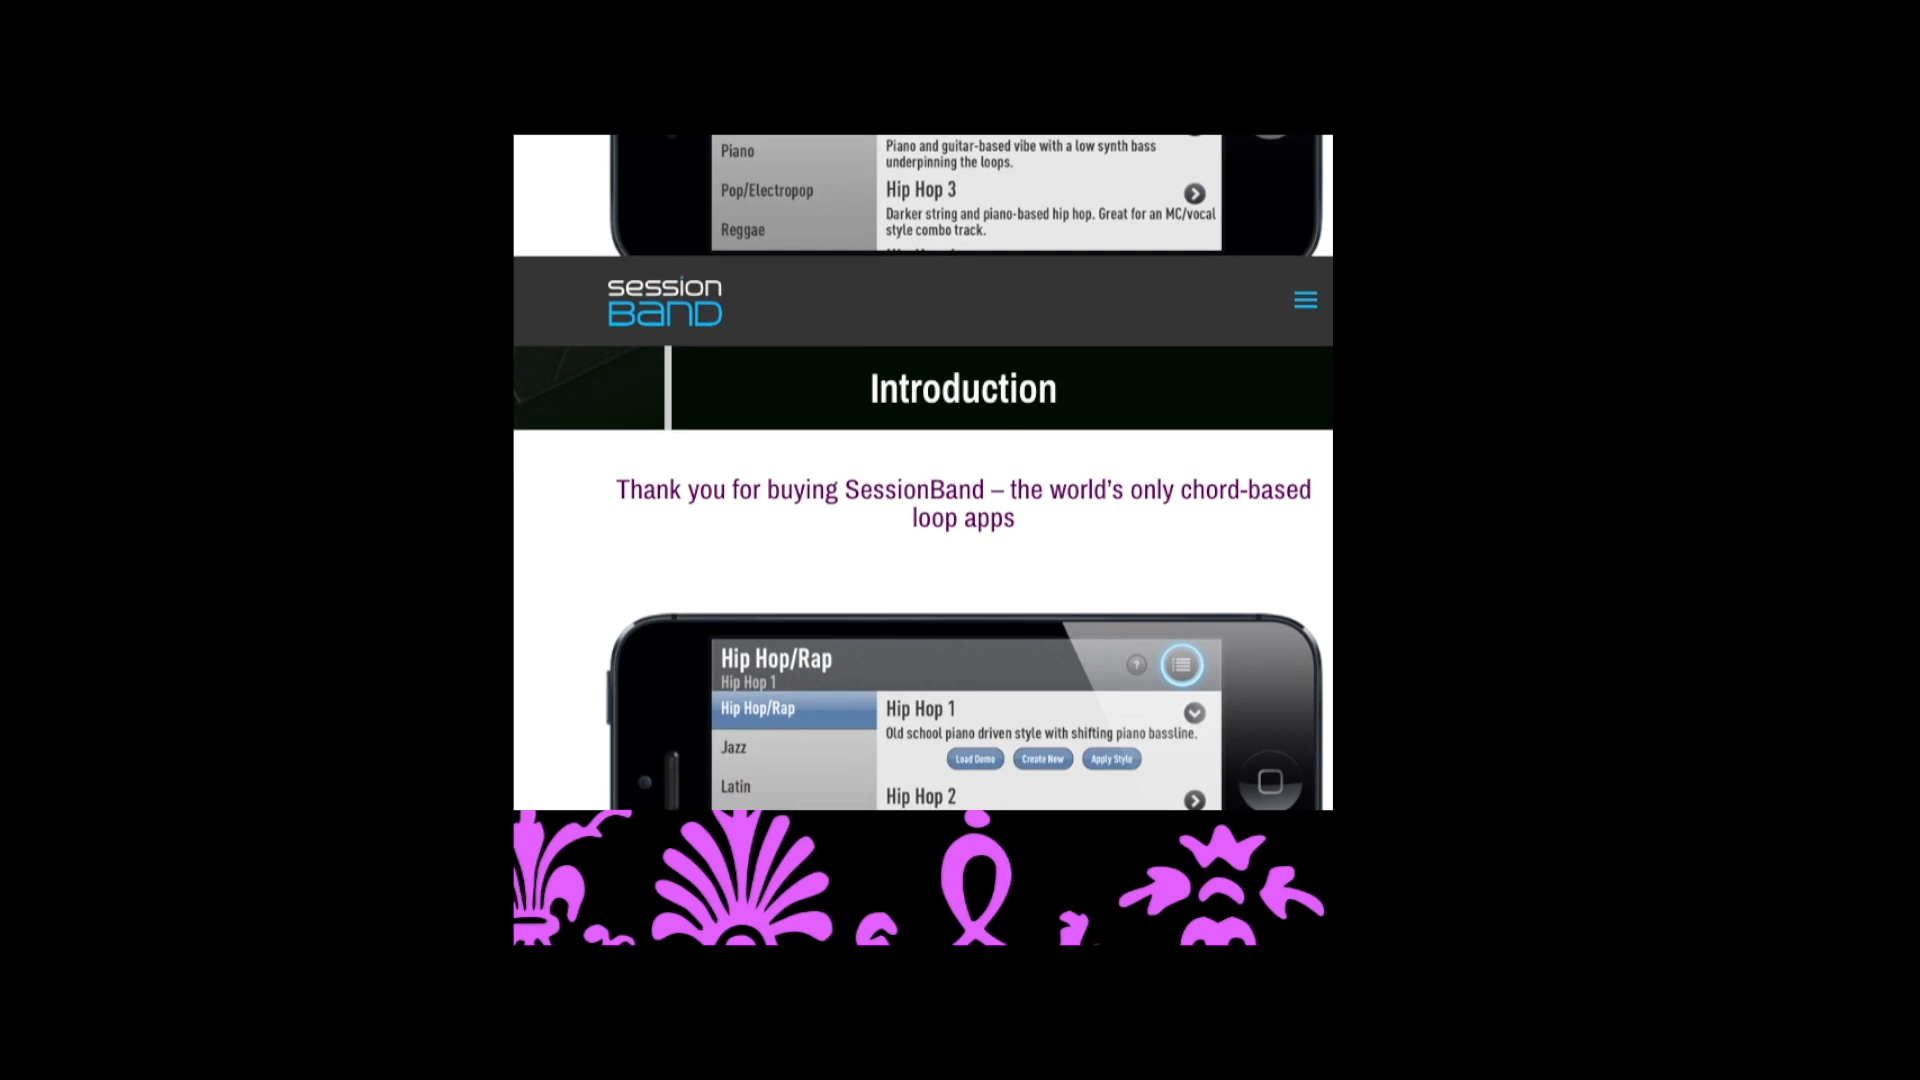 Piano
Pop/Electropop
Reggae
Piano and guitar-based vibe with a low synth bass
underpinning the loops.
Hip Hop 3
Darker string and piano-based hip hop. Great for an MC/vocal
style combo track.
session
BAND
Introduction
Thank you for buying SessionBand – the world's only chord-based
loop apps
Hip Hop/Rap
Hip Hop 1
?
Hip Hop/Rap
Jazz
Latin
Hip Hop 1
Old school piano driven style with shifting piano bassline.
Load Demo Create New Apply Style
Hip Hop 2